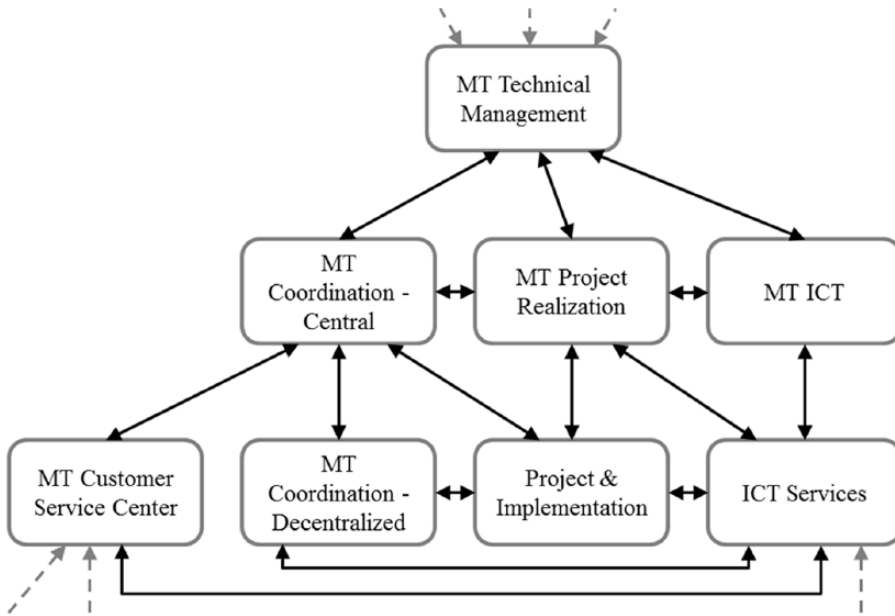 MT Technical
Management
MT
Coordination -
Central
MT Project
Realization
MT ICT
MT Customer
Service Center
MT
Coordination -
Decentralized
Project &
Implementation
ICT Services